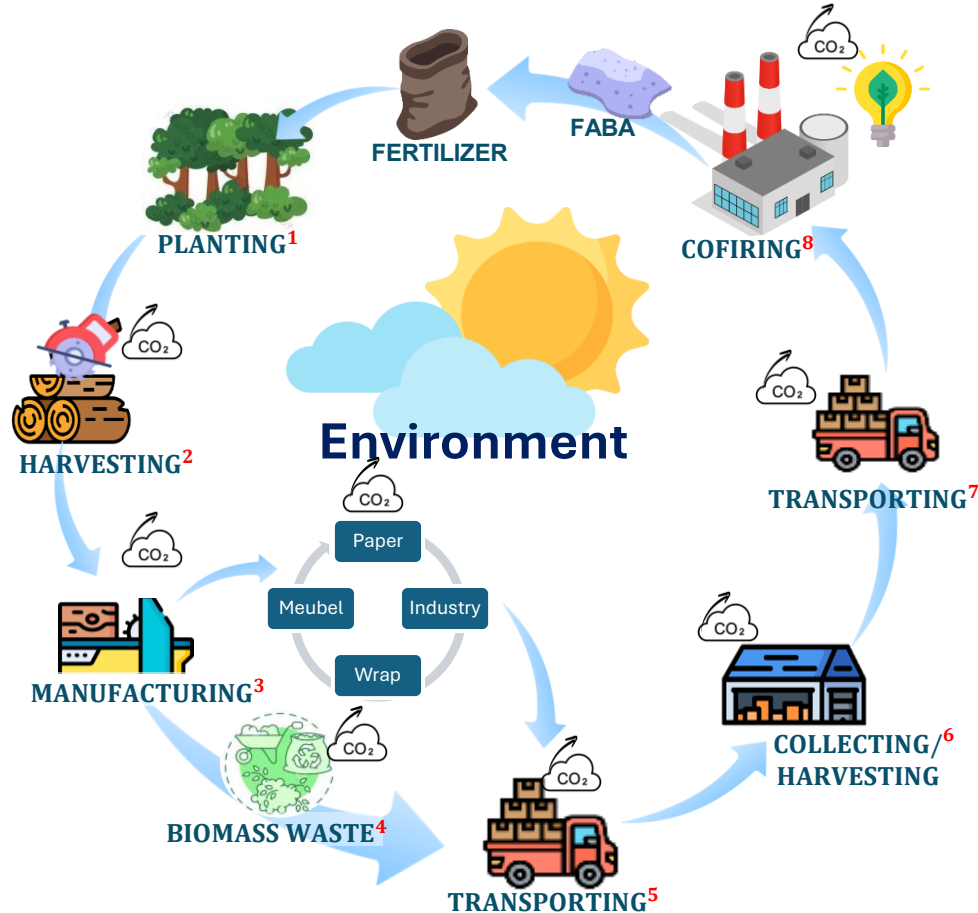 CO₂
FABA
FERTILIZER
PLANTING¹
COFIRING⁸
CO₂
CO₂
Environment
HARVESTING²
TRANSPORTING⁷
CO₂
CO₂
Paper
Meubel
Industry
Wrap
CO₂
MANUFACTURING³
CO₂
COLLECTING/⁶
HARVESTING
CO₂
BIOMASS WASTE⁴
TRANSPORTING⁵